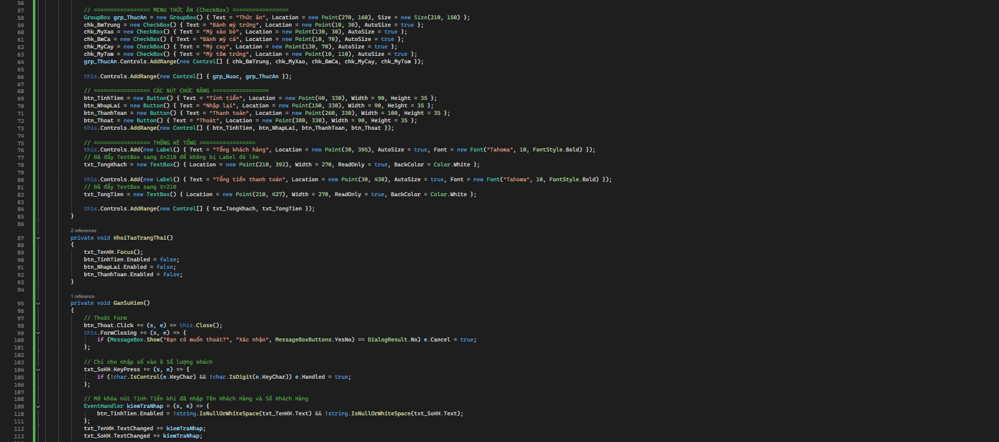 56
57 // ================= MENU THỨC ĂN (CheckBox) =================
58 GroupBox grp_ThucAn = new GroupBox() { Text = "Thức ăn", Location = new Point(270, 160), Size = new Size(210, 150) };
59 chk_BmTrung = new CheckBox() { Text = "Bánh mỳ trứng", Location = new Point(10, 30), AutoSize = true };
60 chk_MyXao = new CheckBox() { Text = "Mỳ xào bò", Location = new Point(130, 30), AutoSize = true };
61 chk_BmCa = new CheckBox() { Text = "Bánh mỳ cá", Location = new Point(10, 70), AutoSize = true };
62 chk_MyCay = new CheckBox() { Text = "Mỳ cay", Location = new Point(130, 70), AutoSize = true };
63 chk_MyTom = new CheckBox() { Text = "Mỳ tôm trứng", Location = new Point(10, 110), AutoSize = true };
64 grp_ThucAn.Controls.AddRange(new Control[] { chk_BmTrung, chk_MyXao, chk_BmCa, chk_MyCay, chk_MyTom });
65
66 this.Controls.AddRange(new Control[] { grp_Nuoc, grp_ThucAn });
67
68 // ================= CÁC NÚT CHỨC NĂNG =================
69 btn_TinhTien = new Button() { Text = "Tính tiền", Location = new Point(40, 330), Width = 90, Height = 35 };
70 btn_NhapLai = new Button() { Text = "Nhập lại", Location = new Point(150, 330), Width = 90, Height = 35 };
71 btn_ThanhToan = new Button() { Text = "Thanh toán", Location = new Point(260, 330), Width = 100, Height = 35 };
72 btn_Thoat = new Button() { Text = "Thoát", Location = new Point(380, 330), Width = 90, Height = 35 };
73 this.Controls.AddRange(new Control[] { btn_TinhTien, btn_NhapLai, btn_ThanhToan, btn_Thoat });
74
75 // ================= THỐNG KÊ TỔNG =================
76 this.Controls.Add(new Label() { Text = "Tổng khách hàng", Location = new Point(30, 395), AutoSize = true, Font = new Font("Tahoma", 10, FontStyle.Bold) });
77 // Đã đẩy TextBox sang X=210 để không bị Label đè lên
78 txt_TongKhach = new TextBox() { Location = new Point(210, 392), Width = 270, ReadOnly = true, BackColor = Color.White };
79
80 this.Controls.Add(new Label() { Text = "Tổng tiền thanh toán", Location = new Point(30, 430), AutoSize = true, Font = new Font("Tahoma", 10, FontStyle.Bold) });
81 // Đã đẩy TextBox sang X=210
82 txt_TongTien = new TextBox() { Location = new Point(210, 427), Width = 270, ReadOnly = true, BackColor = Color.White };
83
84 this.Controls.AddRange(new Control[] { txt_TongKhach, txt_TongTien });
85 }
86
2 references
87 private void KhoiTaoTrangThai()
88 {
89 txt_TenKH.Focus();
90 btn_TinhTien.Enabled = false;
91 btn_NhapLai.Enabled = false;
92 btn_ThanhToan.Enabled = false;
93 }
94
1 reference
95 private void GanSuKien()
96 {
97 // Thoát Form
98 btn_Thoat.Click += (s, e) => this.Close();
99 this.FormClosing += (s, e) => {
100 if (MessageBox.Show("Bạn có muốn thoát?", "Xác nhận", MessageBoxButtons.YesNo) == DialogResult.No) e.Cancel = true;
101 };
102
103 // Chỉ cho nhập số vào ô Số lượng khách
104 txt_SoKH.KeyPress += (s, e) => {
105 if (!char.IsControl(e.KeyChar) && !char.IsDigit(e.KeyChar)) e.Handled = true;
106 };
107
108 // Mở khóa nút Tính Tiền khi đã nhập Tên Khách Hàng và Số Khách Hàng
109 EventHandler kiemTraNhap = (s, e) => {
110 btn_TinhTien.Enabled = !string.IsNullOrWhiteSpace(txt_TenKH.Text) && !string.IsNullOrWhiteSpace(txt_SoKH.Text);
111 };
112 txt_TenKH.TextChanged += kiemTraNhap;
113 txt_SoKH.TextChanged += kiemTraNhap;